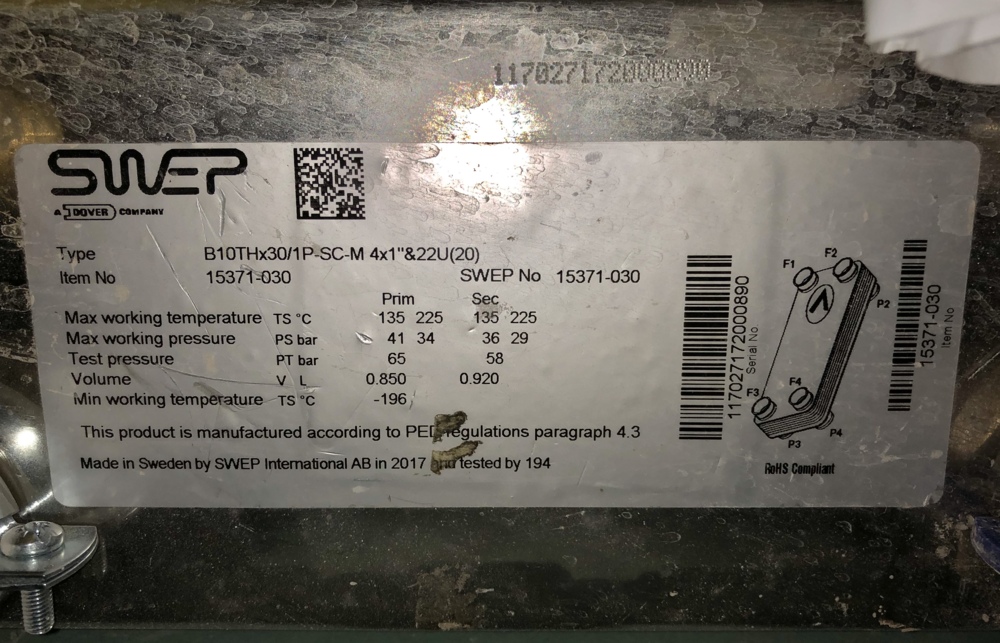 117027172000890
SWEP
A DOVER COMPANY
Type B10THx30/1P-SC-M 4x1"&22U(20)
Item No 15371-030 SWEP No 15371-030
Prim Sec
Max working temperature TS °C 135 225 135 225
Max working pressure PS bar 41 34 36 29
Test pressure PT bar 65 58
Volume V L 0.850 0.920
Min working temperature TS °C -196
This product is manufactured according to PED regulations paragraph 4.3
Made in Sweden by SWEP International AB in 2017 and tested by 194
117027172000890
Serial No
F1
F2
P2
F3
F4
P3
P4
RoHS Compliant
15371-030
Item No